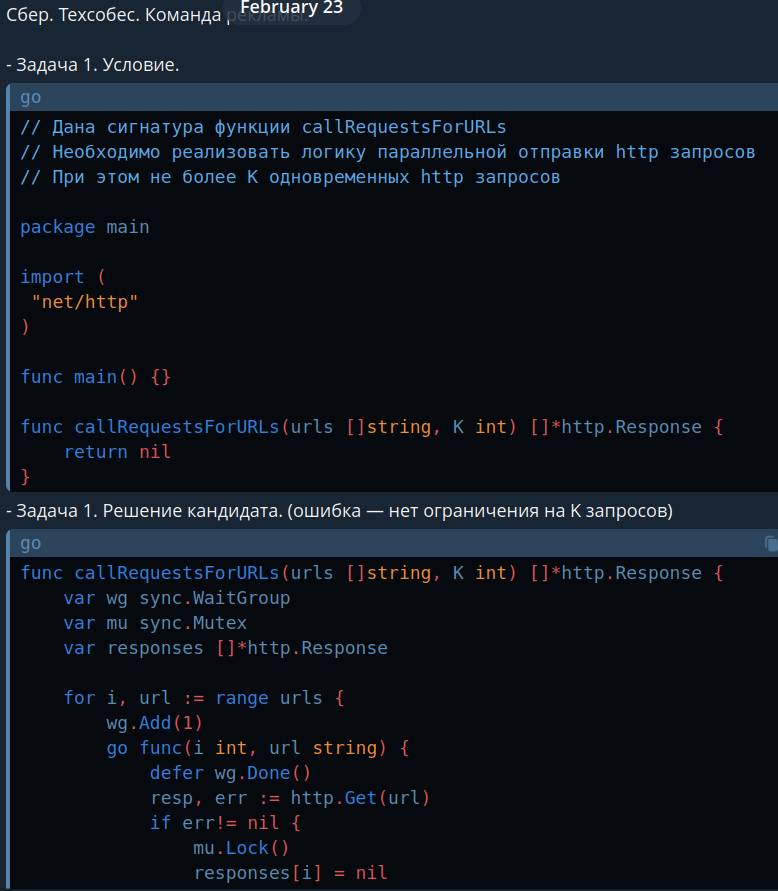 February 23
Сбер. Техсобес. Команда рекламы.
- Задача 1. Условие.
go
// Дана сигнатура функции callRequestsForURLs
// Необходимо реализовать логику параллельной отправки http запросов
// При этом не более K одновременных http запросов
package main
import (
"net/http"
)
func main() {}
func callRequestsForURLs(urls []string, K int) []*http.Response {
return nil
}
- Задача 1. Решение кандидата. (ошибка — нет ограничения на K запросов)
go
func callRequestsForURLs(urls []string, K int) []*http.Response {
var wg sync.WaitGroup
var mu sync.Mutex
var responses []*http.Response
for i, url := range urls {
wg.Add(1)
go func(i int, url string) {
defer wg.Done()
resp, err := http.Get(url)
if err!= nil {
mu.Lock()
responses[i] = nil